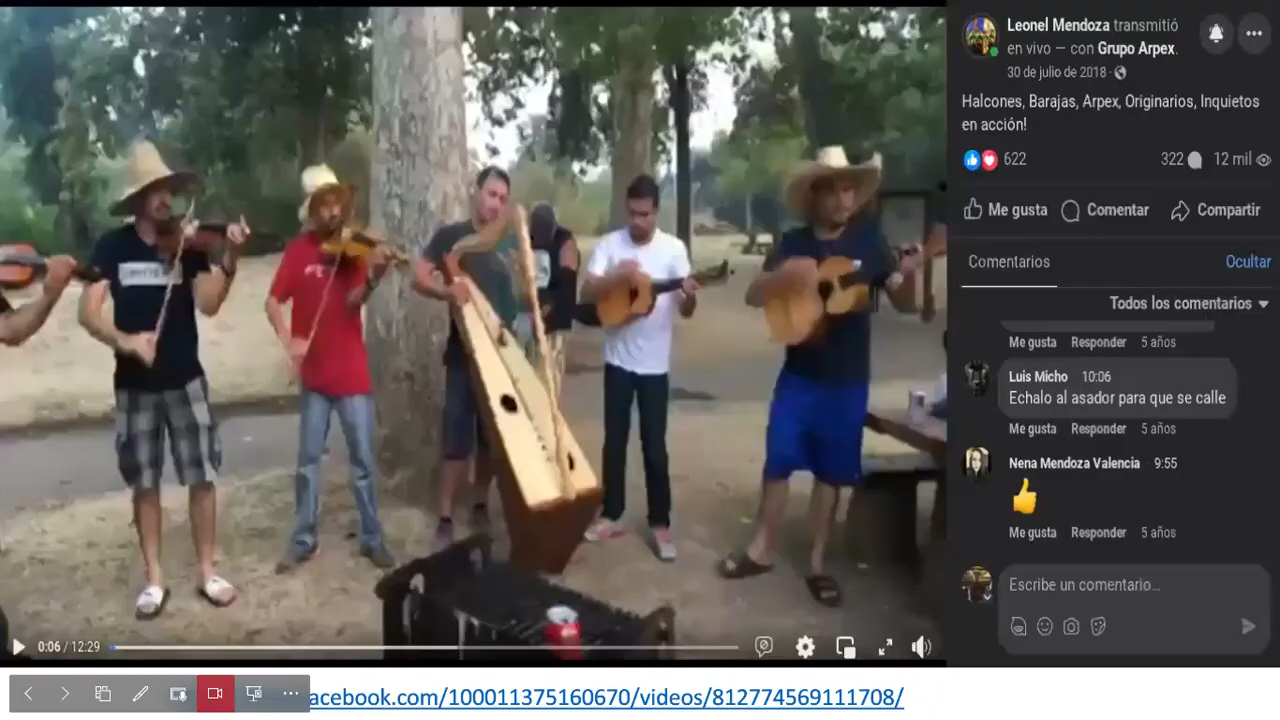 Leonel Mendoza transmitió
en vivo — con Grupo Arpex.
30 de julio de 2018 ·
Halcones, Barajas, Arpex, Originarios, Inquietos
en acción!
622
322
12 mil
Me gusta
Comentar
Compartir
Comentarios
Ocultar
Todos los comentarios
Me gusta Responder 5 años
Luis Micho 10:06
Echalo al asador para que se calle
Me gusta Responder 5 años
Nena Mendoza Valencia 9:55
Me gusta Responder 5 años
Escribe un comentario...
0:06 / 12:29
acebook.com/100011375160670/videos/812774569111708/